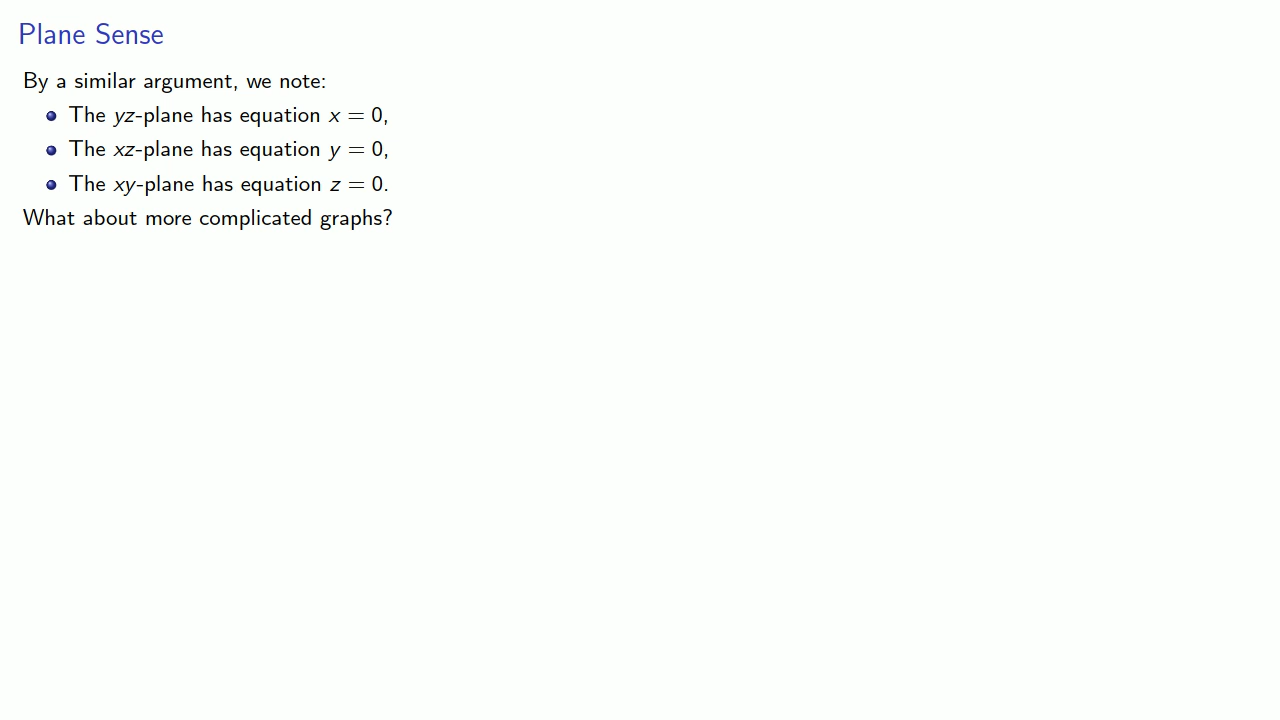 Plane Sense
By a similar argument, we note:
The yz-plane has equation x = 0,
The xz-plane has equation y = 0,
The xy-plane has equation z = 0.
What about more complicated graphs?